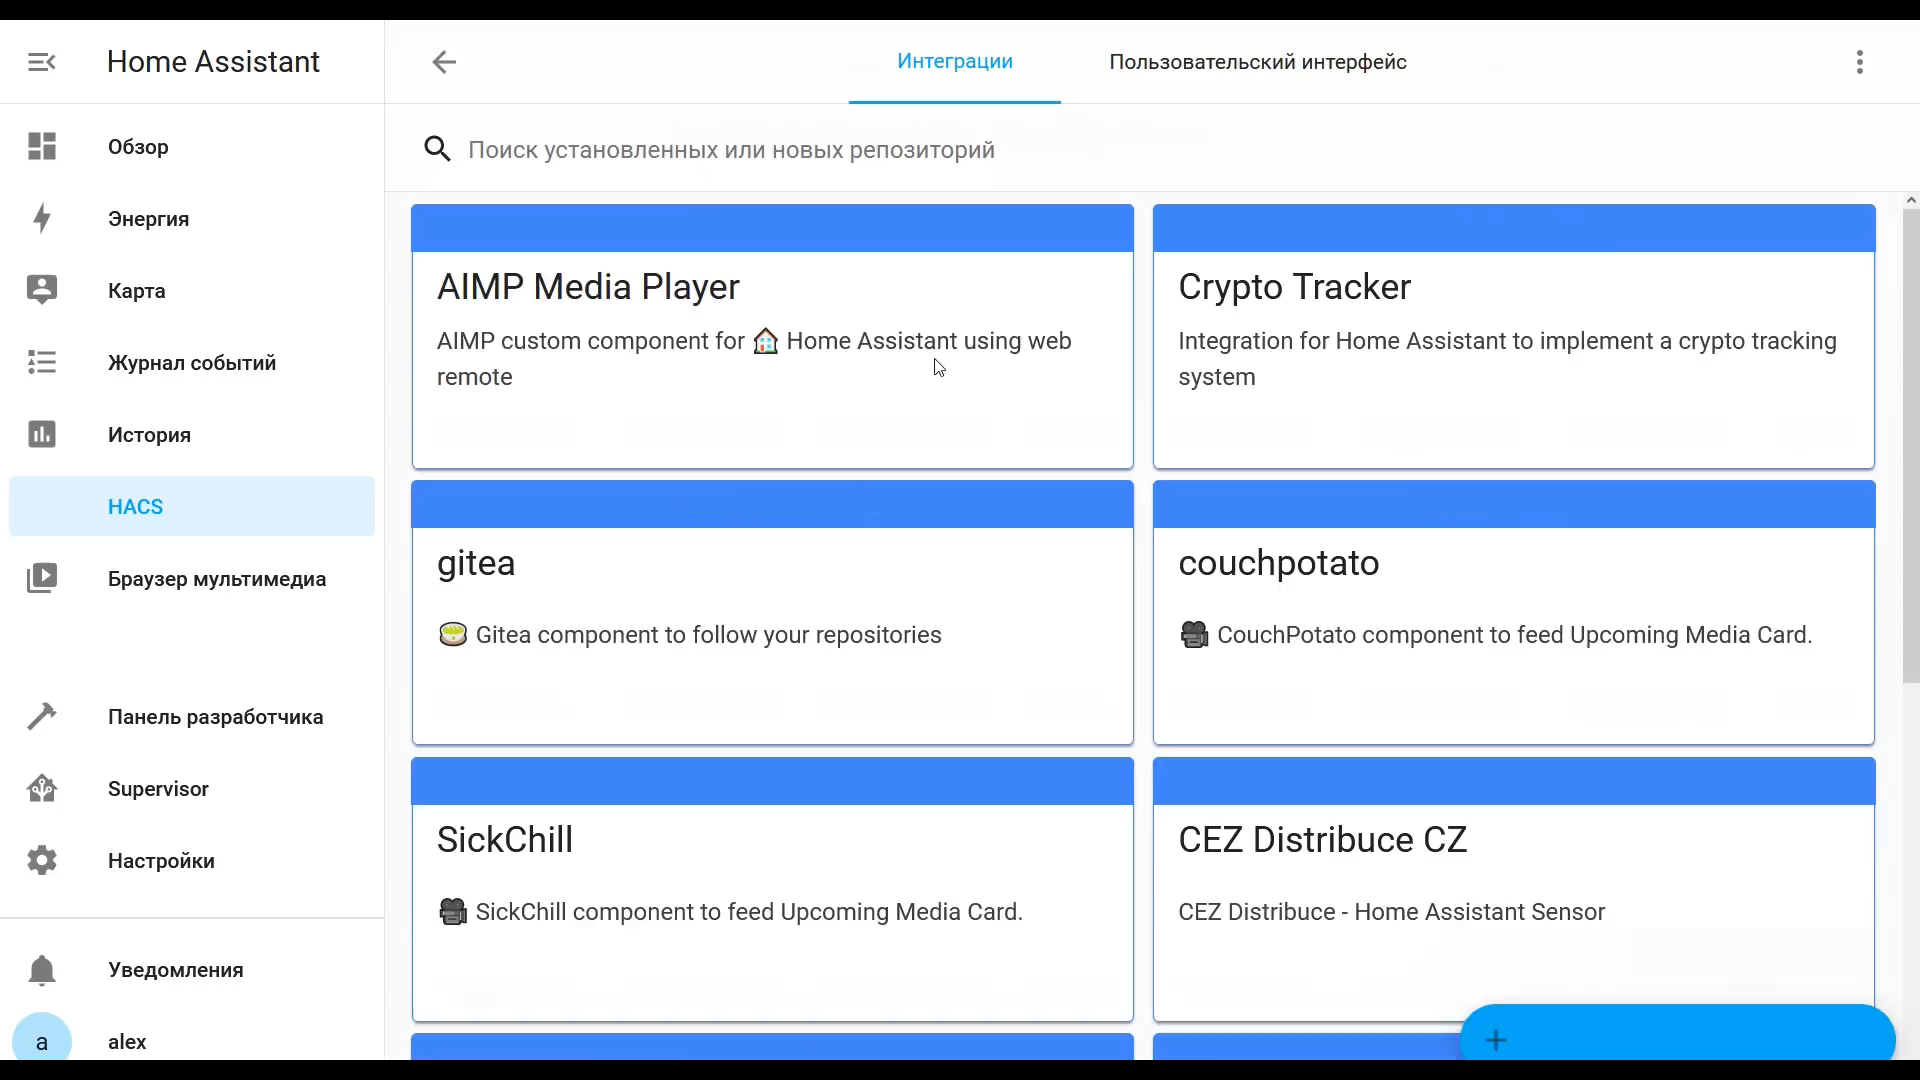 Home Assistant
Обзор
Энергия
Карта
Журнал событий
История
HACS
Браузер мультимедиа
Панель разработчика
Supervisor
Настройки
Уведомления
a
alex
Интеграции
Пользовательский интерфейс
Поиск установленных или новых репозиторий
AIMP Media Player
AIMP custom component for 🏠 Home Assistant using web
remote
Crypto Tracker
Integration for Home Assistant to implement a crypto tracking
system
gitea
🍵 Gitea component to follow your repositories
couchpotato
🎥 CouchPotato component to feed Upcoming Media Card.
SickChill
🎥 SickChill component to feed Upcoming Media Card.
CEZ Distribuce CZ
CEZ Distribuce - Home Assistant Sensor